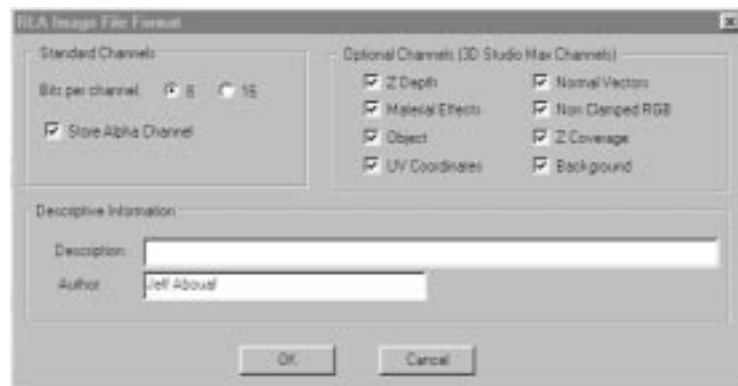 RLA Image File Format
Standard Channels
Bits per channel: 8 16
Store Alpha Channel
Optional Channels (3D Studio Max Channels)
Z Depth Normal Vectors
Material Effects Non Clamped RGB
Object Z Coverage
UV Coordinates Background
Descriptive Information
Description
Author Jeff Abouaf
OK Cancel